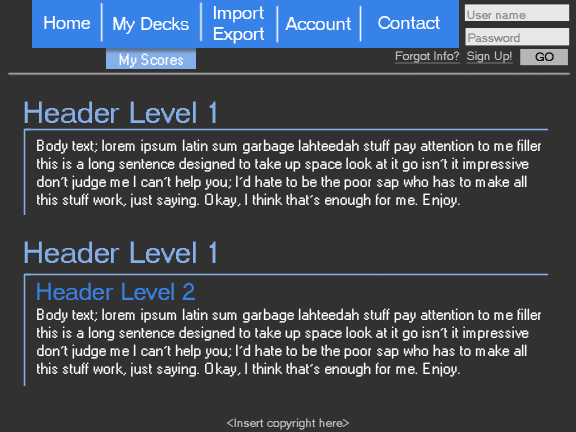 Home
My Decks
Import
Export
Account
Contact
User name
Password
My Scores
Forgot Info?
Sign Up!
GO
Header Level 1
Body text; lorem ipsum latin sum garbage lahteedah stuff pay attention to me filler
this is a long sentence designed to take up space look at it go isn't it impressive
don't judge me I can't help you; I'd hate to be the poor sap who has to make all
this stuff work, just saying. Okay, I think that's enough for me. Enjoy.
Header Level 1
Header Level 2
Body text; lorem ipsum latin sum garbage lahteedah stuff pay attention to me filler
this is a long sentence designed to take up space look at it go isn't it impressive
don't judge me I can't help you; I'd hate to be the poor sap who has to make all
this stuff work, just saying. Okay, I think that's enough for me. Enjoy.
<Insert copyright here>